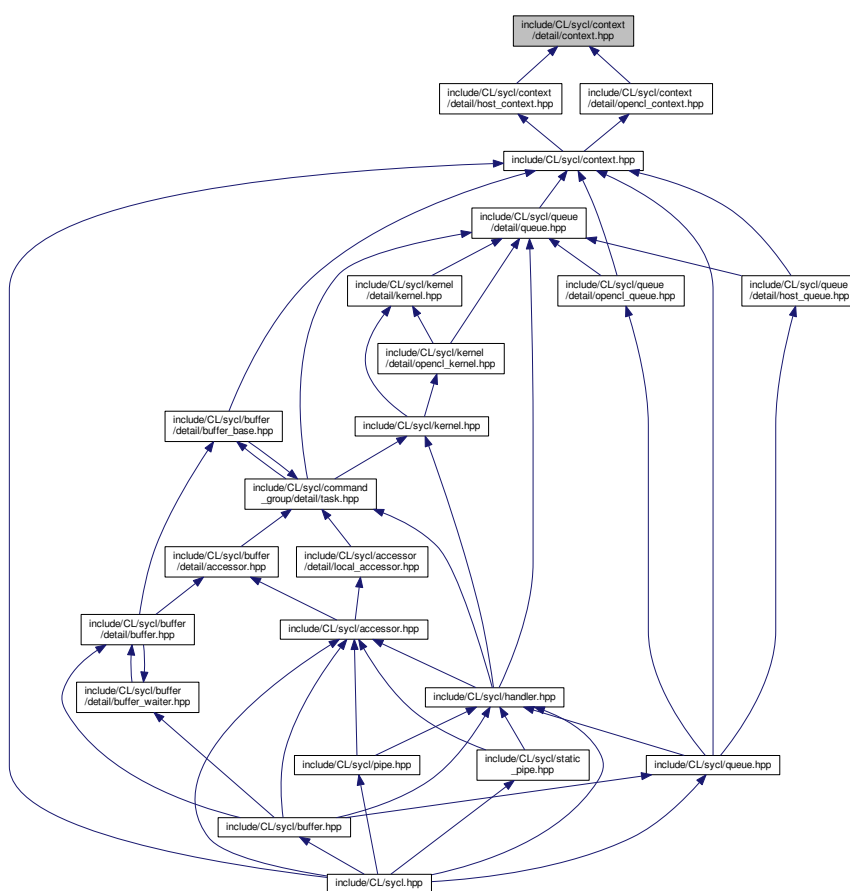 include/CL/sycl/context
/detail/context.hpp
include/CL/sycl/context
/detail/host_context.hpp
include/CL/sycl/context
/detail/opencl_context.hpp
include/CL/sycl/context.hpp
include/CL/sycl/queue
/detail/queue.hpp
include/CL/sycl/kernel
/detail/kernel.hpp
include/CL/sycl/queue
/detail/opencl_queue.hpp
include/CL/sycl/queue
/detail/host_queue.hpp
include/CL/sycl/kernel
/detail/opencl_kernel.hpp
include/CL/sycl/buffer
/detail/buffer_base.hpp
include/CL/sycl/kernel.hpp
include/CL/sycl/command
_group/detail/task.hpp
include/CL/sycl/buffer
/detail/accessor.hpp
include/CL/sycl/accessor
/detail/local_accessor.hpp
include/CL/sycl/buffer
/detail/buffer.hpp
include/CL/sycl/accessor.hpp
include/CL/sycl/buffer
/detail/buffer_waiter.hpp
include/CL/sycl/handler.hpp
include/CL/sycl/pipe.hpp
include/CL/sycl/static
_pipe.hpp
include/CL/sycl/queue.hpp
include/CL/sycl/buffer.hpp
include/CL/sycl.hpp